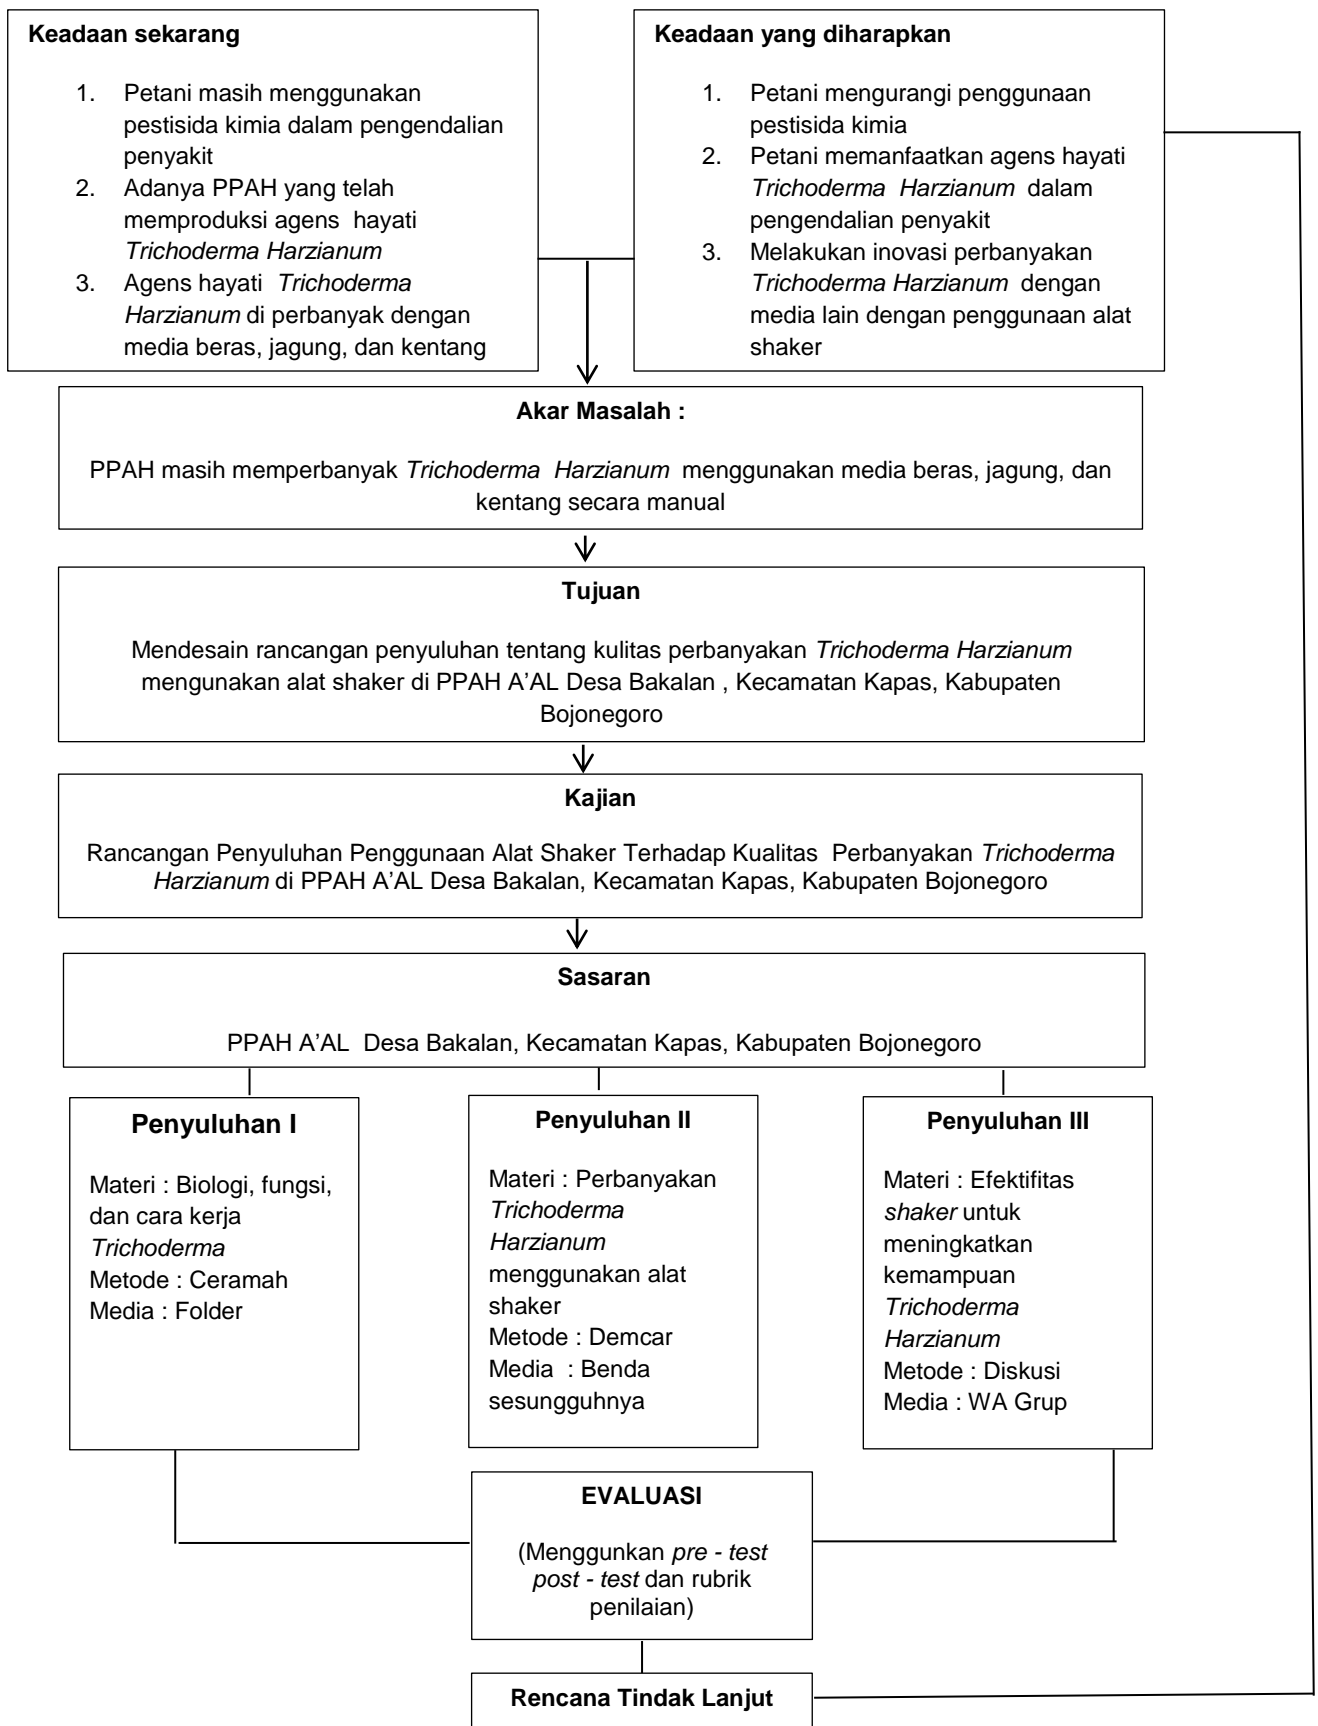 Keadaan sekarang
1. Petani masih menggunakan
pestisida kimia dalam pengendalian
penyakit
2. Adanya PPAH yang telah
memproduksi agens hayati
Trichoderma Harzianum
3. Agens hayati Trichoderma
Harzianum di perbanyak dengan
media beras, jagung, dan kentang
Keadaan yang diharapkan
1. Petani mengurangi penggunaan
pestisida kimia
2. Petani memanfaatkan agens hayati
Trichoderma Harzianum dalam
pengendalian penyakit
3. Melakukan inovasi perbanyakan
Trichoderma Harzianum dengan
media lain dengan penggunaan alat
shaker
Akar Masalah :
PPAH masih memperbanyak Trichoderma Harzianum menggunakan media beras, jagung, dan
kentang secara manual
Tujuan
Mendesain rancangan penyuluhan tentang kulitas perbanyakan Trichoderma Harzianum
mengunakan alat shaker di PPAH A’AL Desa Bakalan , Kecamatan Kapas, Kabupaten
Bojonegoro
Kajian
Rancangan Penyuluhan Penggunaan Alat Shaker Terhadap Kualitas Perbanyakan Trichoderma
Harzianum di PPAH A’AL Desa Bakalan, Kecamatan Kapas, Kabupaten Bojonegoro
Sasaran
PPAH A’AL Desa Bakalan, Kecamatan Kapas, Kabupaten Bojonegoro
Penyuluhan I
Materi : Biologi, fungsi,
dan cara kerja
Trichoderma
Metode : Ceramah
Media : Folder
Penyuluhan II
Materi : Perbanyakan
Trichoderma
Harzianum
menggunakan alat
shaker
Metode : Demcar
Media : Benda
sesungguhnya
Penyuluhan III
Materi : Efektifitas
shaker untuk
meningkatkan
kemampuan
Trichoderma
Harzianum
Metode : Diskusi
Media : WA Grup
EVALUASI
(Menggunkan pre - test
post - test dan rubrik
penilaian)
Rencana Tindak Lanjut